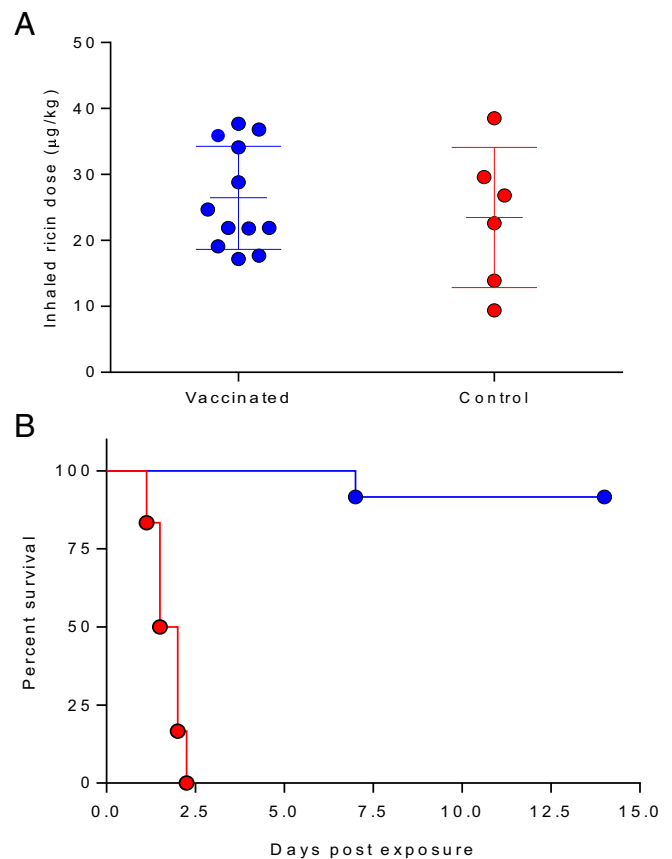 A
Inhaled ricin dose (µg/kg)
50
40
30
20
10
0
Vaccinated Control
B
Percent survival
100
75
50
25
0
0.0 2.5 5.0 7.5 10.0 12.5 15.0
Days post exposure